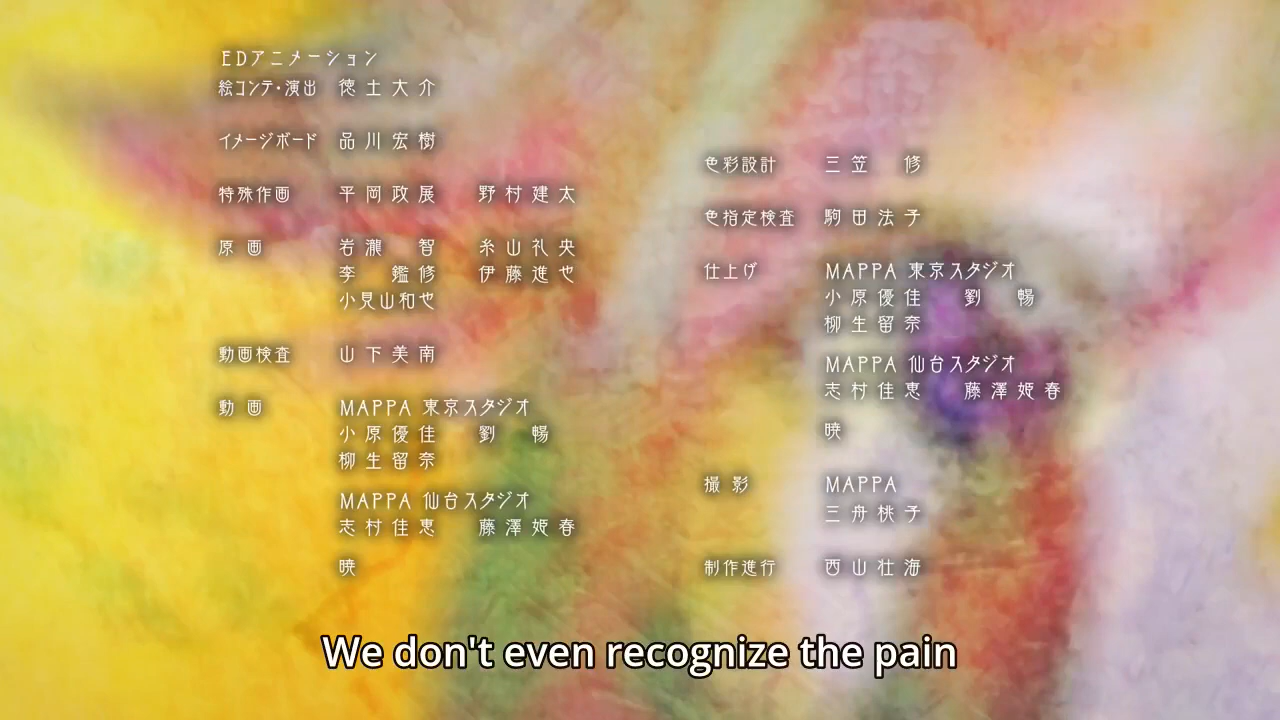 EDアニメーション
絵コンテ・演出 徳土大介
イメージボード 品川宏樹
特殊作画 平岡政展 野村建太
原画 岩瀧 智 糸山礼央
李 鑑修 伊藤進也
小見山和也
動画検査 山下美南
動画 MAPPA 東京スタジオ
小原優佳 劉 暢
柳生留奈
MAPPA 仙台スタジオ
志村佳恵 藤澤姫春
暁
色彩設計 三笠 修
色指定検査 駒田法子
仕上げ MAPPA 東京スタジオ
小原優佳 劉 暢
柳生留奈
MAPPA 仙台スタジオ
志村佳恵 藤澤姫春
暁
撮影 MAPPA
三舟桃子
制作進行 西山壮海
We don't even recognize the pain